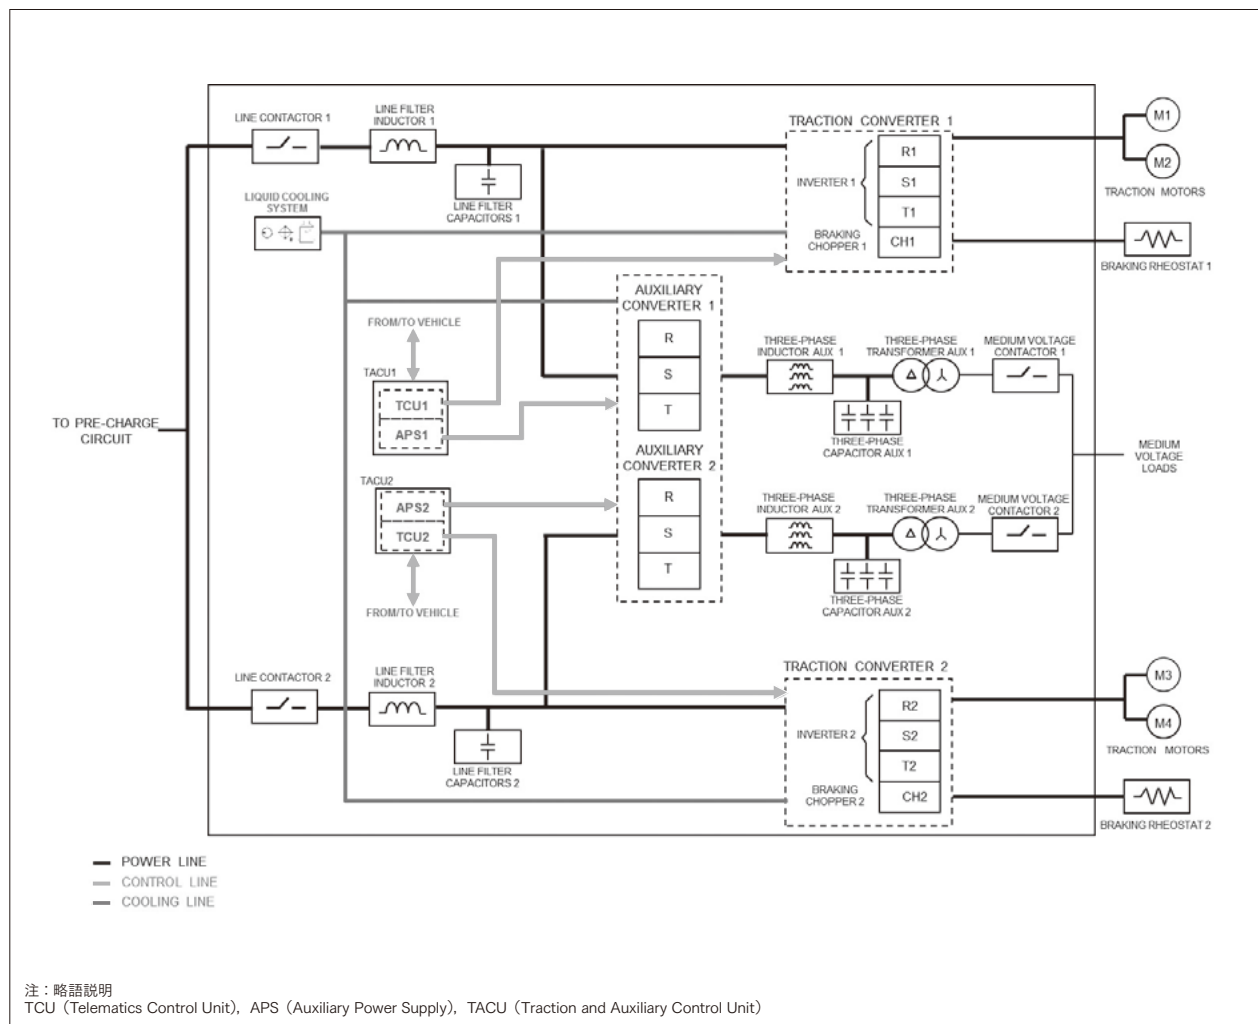 LINE CONTACTOR 1
LINE FILTER
INDUCTOR 1
LINE FILTER
CAPACITORS 1
LIQUID COOLING
SYSTEM
TRACTION CONVERTER 1
INVERTER 1
R1
S1
T1
BRAKING
CHOPPER 1
CH1
M1
M2
TRACTION MOTORS
BRAKING RHEOSTAT 1
FROM/TO VEHICLE
TACU1
TCU1
APS1
AUXILIARY
CONVERTER 1
R
S
T
THREE-PHASE
INDUCTOR AUX 1
THREE-PHASE
TRANSFORMER AUX 1
MEDIUM VOLTAGE
CONTACTOR 1
THREE-PHASE
CAPACITOR AUX 1
TO PRE-CHARGE
CIRCUIT
MEDIUM
VOLTAGE
LOADS
TACU2
APS2
TCU2
FROM/TO VEHICLE
AUXILIARY
CONVERTER 2
R
S
T
THREE-PHASE
INDUCTOR AUX 2
THREE-PHASE
TRANSFORMER AUX 2
MEDIUM VOLTAGE
CONTACTOR 2
THREE-PHASE
CAPACITOR AUX 2
LINE CONTACTOR 2
LINE FILTER
INDUCTOR 2
LINE FILTER
CAPACITORS 2
TRACTION CONVERTER 2
INVERTER 2
R2
S2
T2
BRAKING
CHOPPER 2
CH2
M3
M4
TRACTION MOTORS
BRAKING RHEOSTAT 2
POWER LINE
CONTROL LINE
COOLING LINE
注：略語説明
TCU（Telematics Control Unit），APS（Auxiliary Power Supply），TACU（Traction and Auxiliary Control Unit）